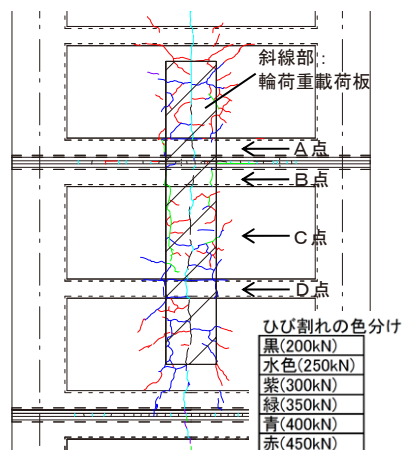 斜線部：
輪荷重載荷板
A点
B点
C点
D点
ひび割れの色分け
黒(200kN)
水色(250kN)
紫(300kN)
緑(350kN)
青(400kN)
赤(450kN)